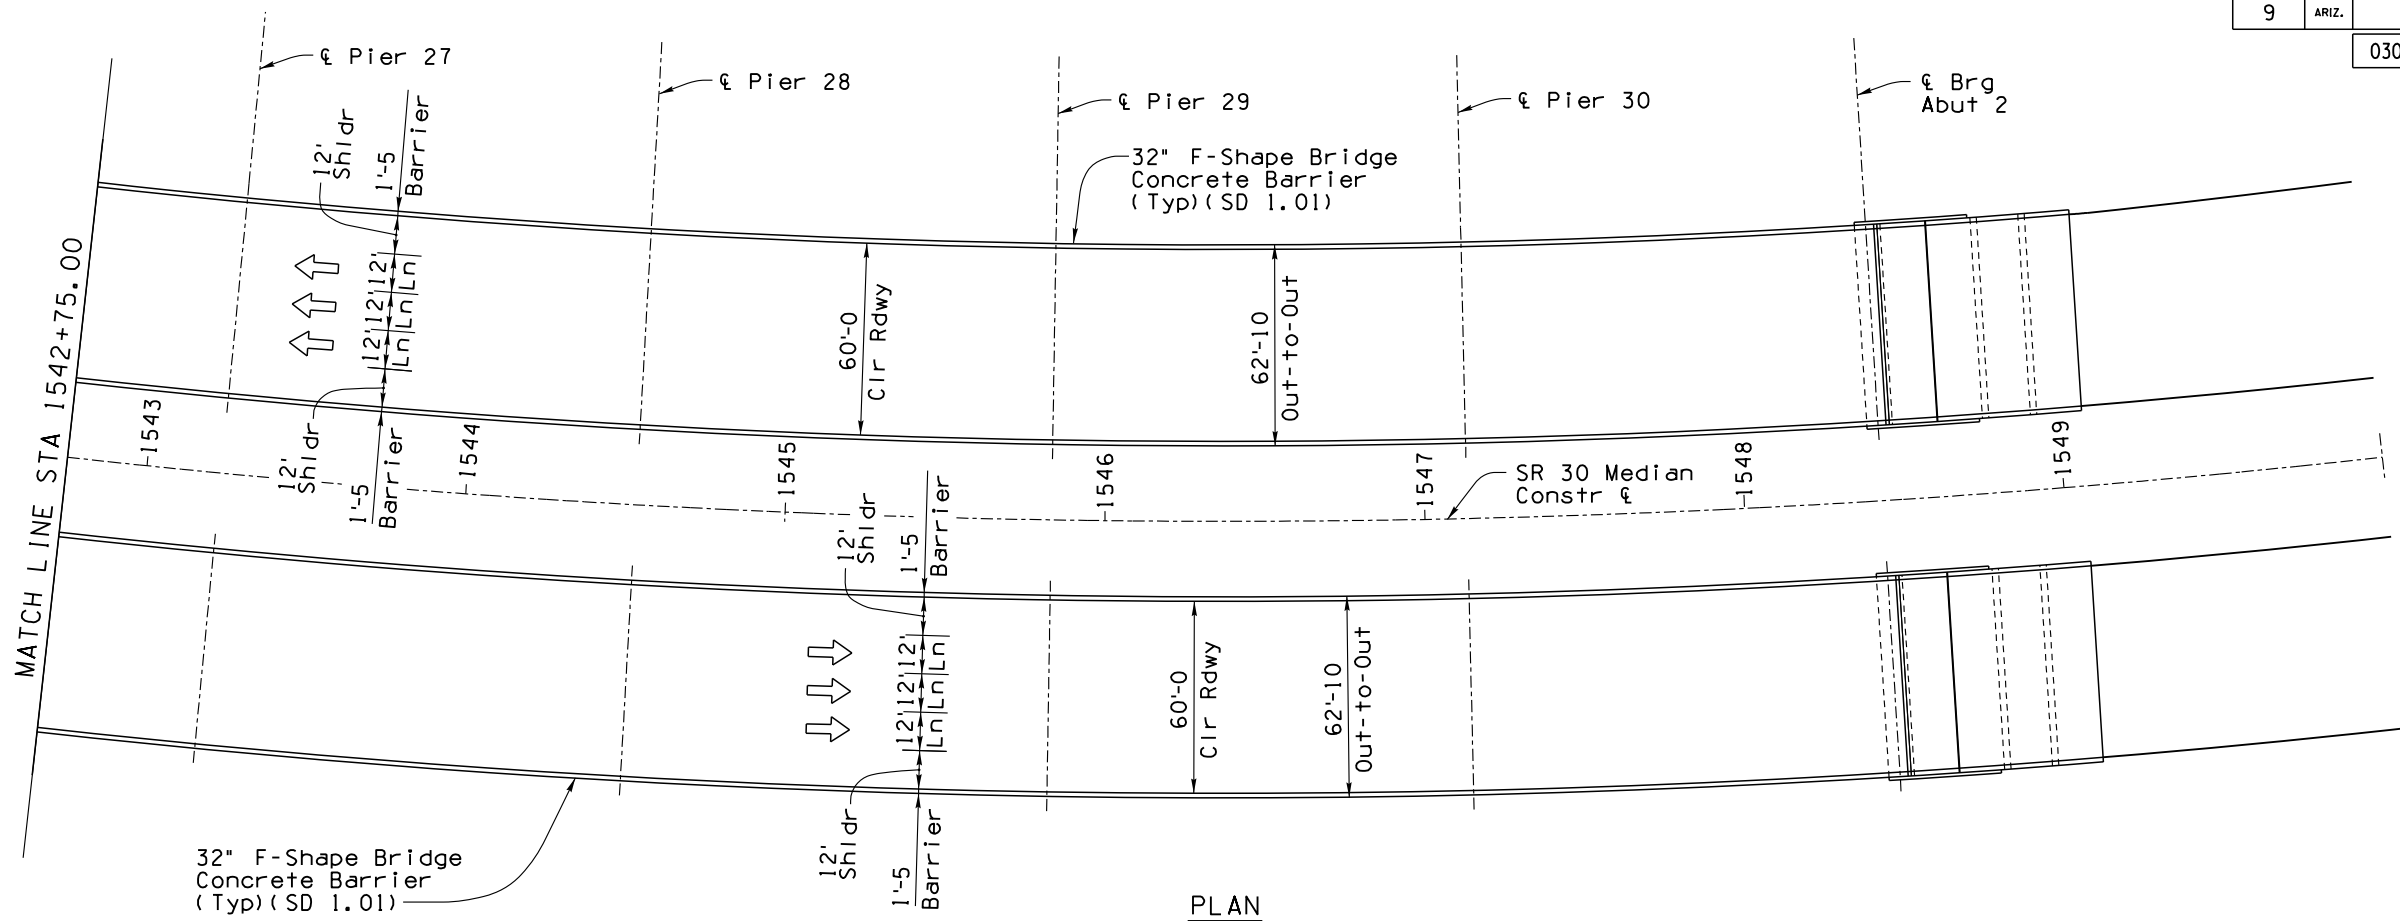 9 ARIZ.
030
℄ Pier 27
℄ Pier 28
℄ Pier 29
℄ Pier 30
℄ Brg
Abut 2
12'
Shldr
1'-5
Barrier
32" F-Shape Bridge
Concrete Barrier
(Typ)(SD 1.01)
MATCH LINE STA 1542+75.00
12'
Ln
12'
Ln
12'
Ln
60'-0
Clr Rdwy
62'-10
Out-to-Out
12'
Shldr
1'-5
Barrier
1543
1544
1545
1546
1547
1548
1549
SR 30 Median
Constr ℄
12'
Shldr
1'-5
Barrier
12'
Ln
12'
Ln
12'
Ln
60'-0
Clr Rdwy
62'-10
Out-to-Out
12'
Shldr
1'-5
Barrier
32" F-Shape Bridge
Concrete Barrier
(Typ)(SD 1.01)
PLAN